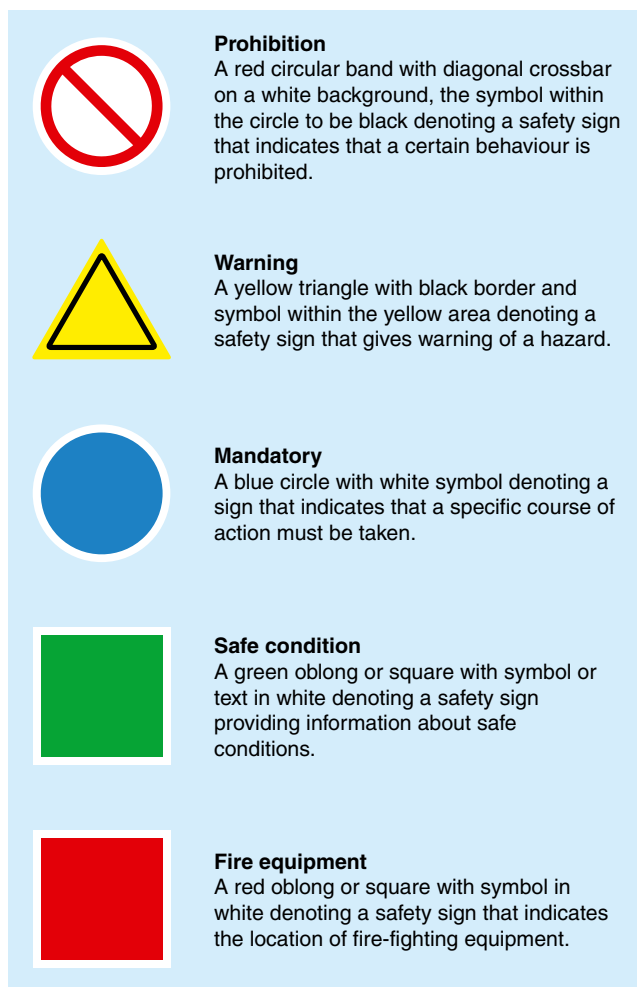 Prohibition
A red circular band with diagonal crossbar
on a white background, the symbol within
the circle to be black denoting a safety sign
that indicates that a certain behaviour is
prohibited.
Warning
A yellow triangle with black border and
symbol within the yellow area denoting a
safety sign that gives warning of a hazard.
Mandatory
A blue circle with white symbol denoting a
sign that indicates that a specific course of
action must be taken.
Safe condition
A green oblong or square with symbol or
text in white denoting a safety sign
providing information about safe
conditions.
Fire equipment
A red oblong or square with symbol in
white denoting a safety sign that indicates
the location of fire-fighting equipment.